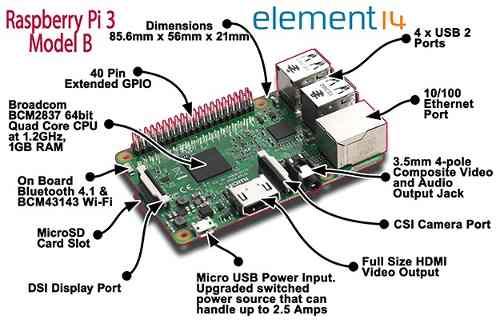 Raspberry Pi 3
Model B
Dimensions
85.6mm x 56mm x 21mm
element14
4 x USB 2
Ports
40 Pin
Extended GPIO
10/100
Ethernet
Port
Broadcom
BCM2837 64bit
Quad Core CPU
at 1.2GHz,
1GB RAM
3.5mm 4-pole
Composite Video
and Audio
Output Jack
On Board
Bluetooth 4.1 &
BCM43143 Wi-Fi
CSI Camera Port
MicroSD
Card Slot
Full Size HDMI
Video Output
DSI Display Port
Micro USB Power Input.
Upgraded switched
power source that can
handle up to 2.5 Amps